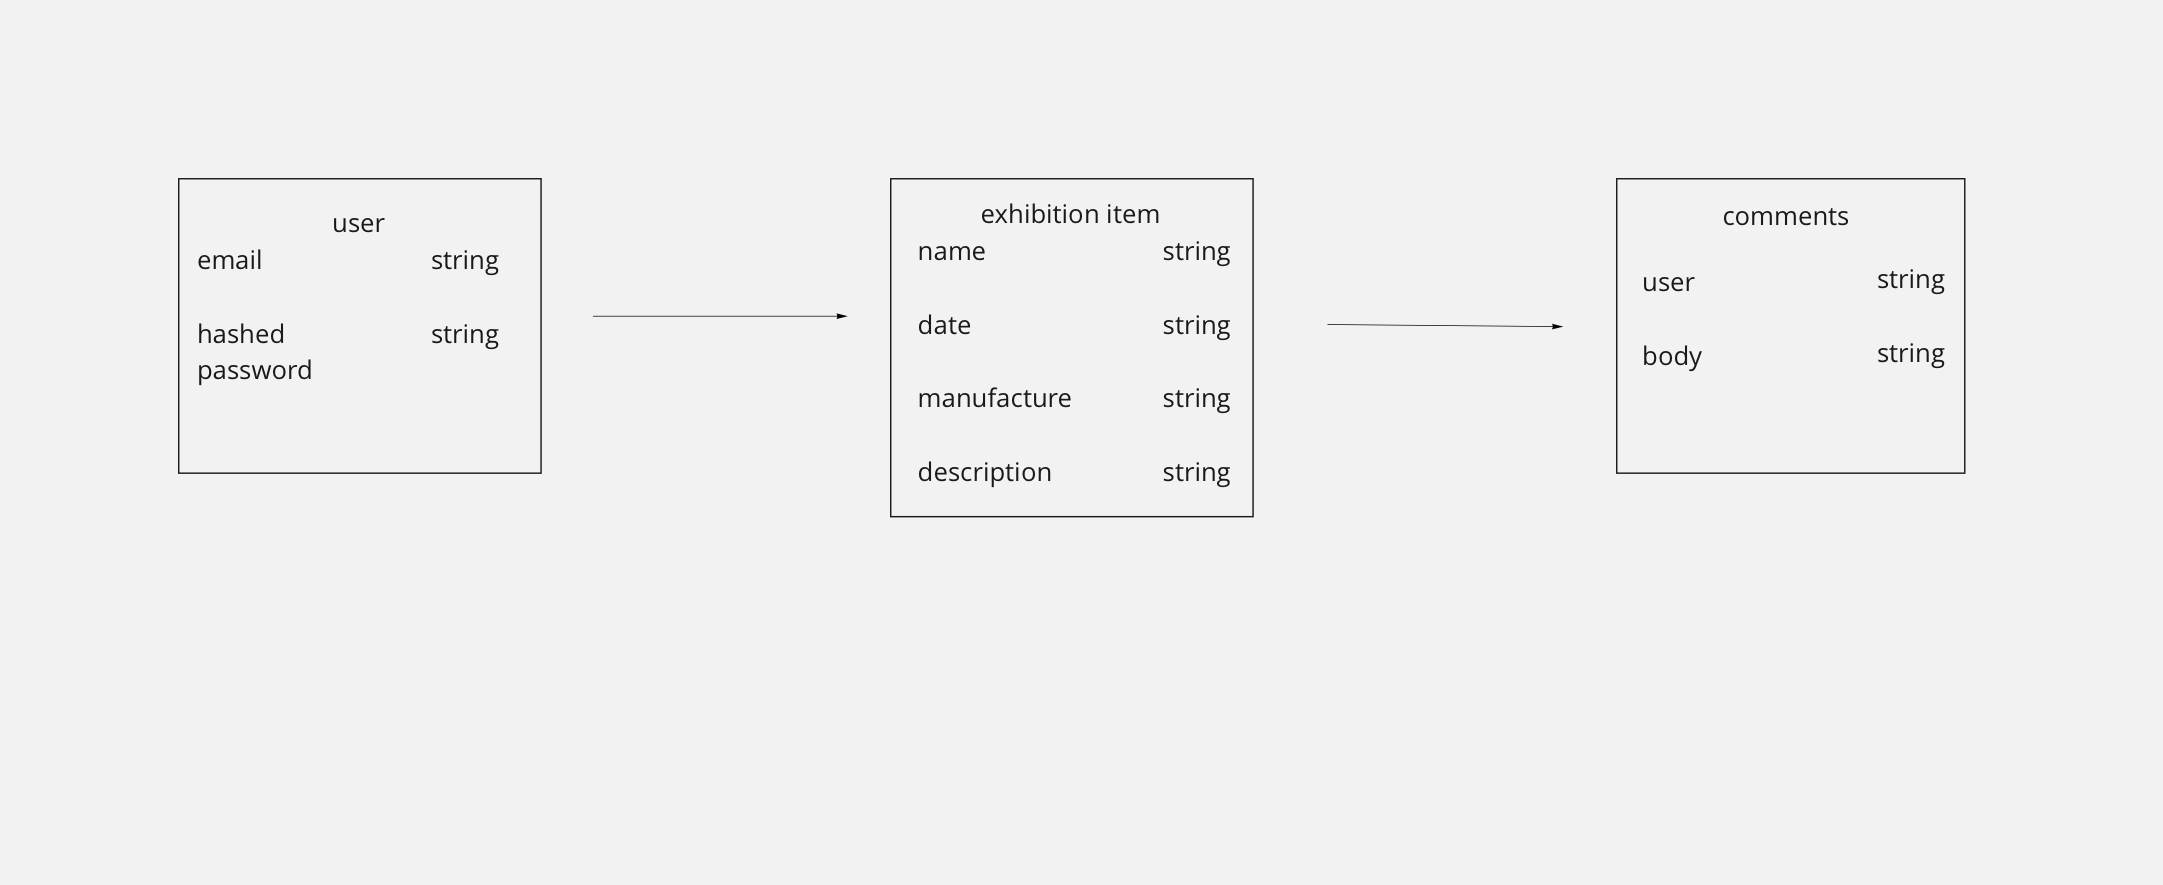 user
email string
hashed string
password
exhibition item
name string
date string
manufacture string
description string
comments
user string
body string